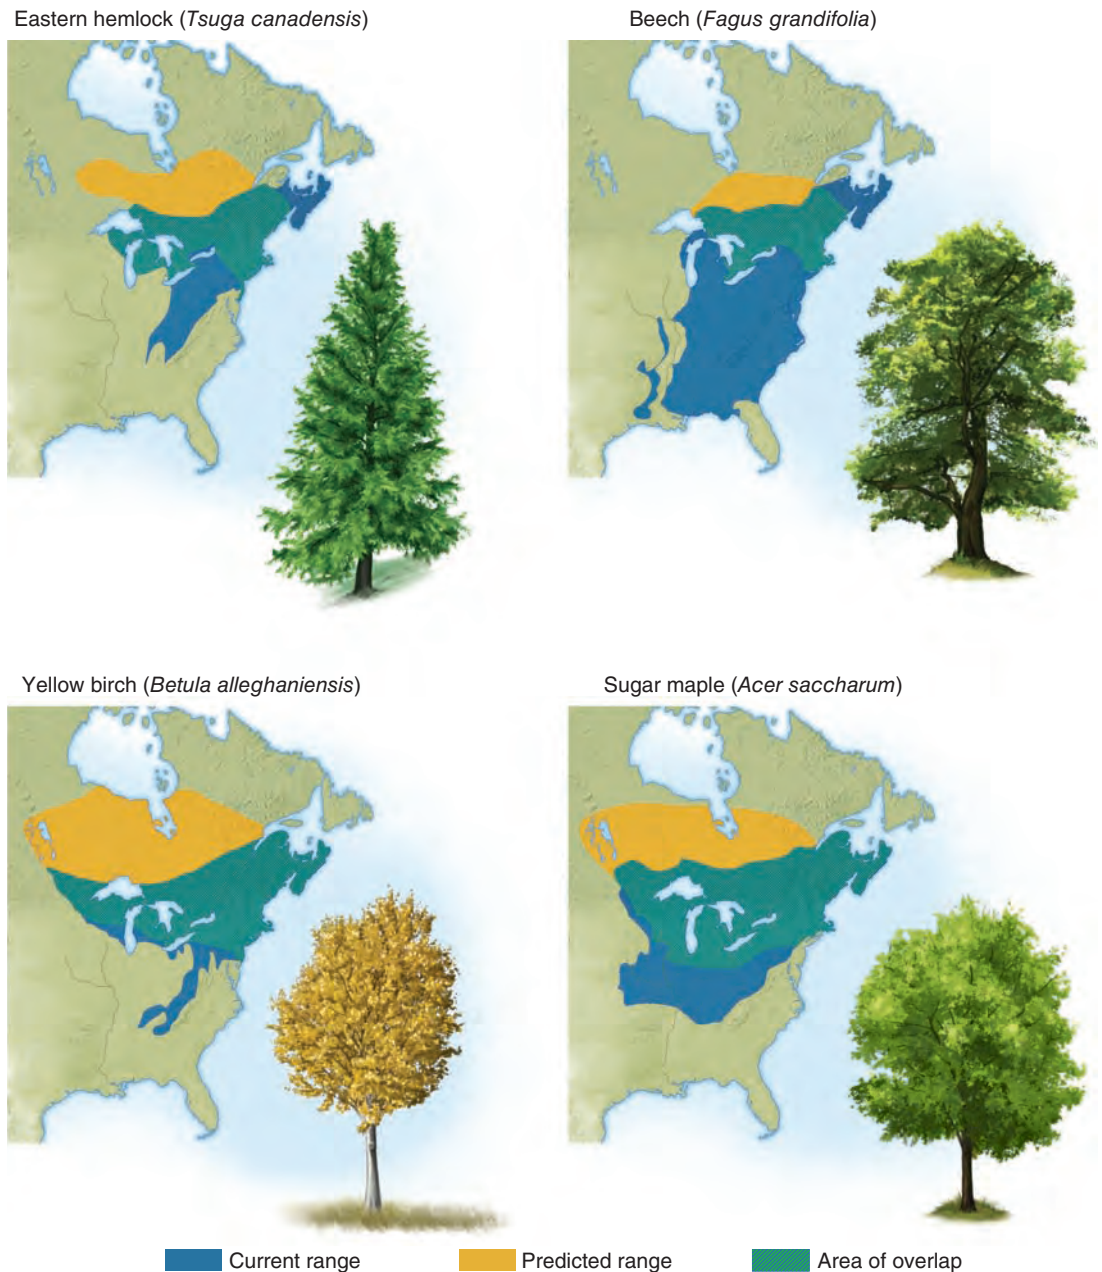 Eastern hemlock (Tsuga canadensis)
Beech (Fagus grandifolia)
Yellow birch (Betula alleghaniensis)
Sugar maple (Acer saccharum)
Current range
Predicted range
Area of overlap